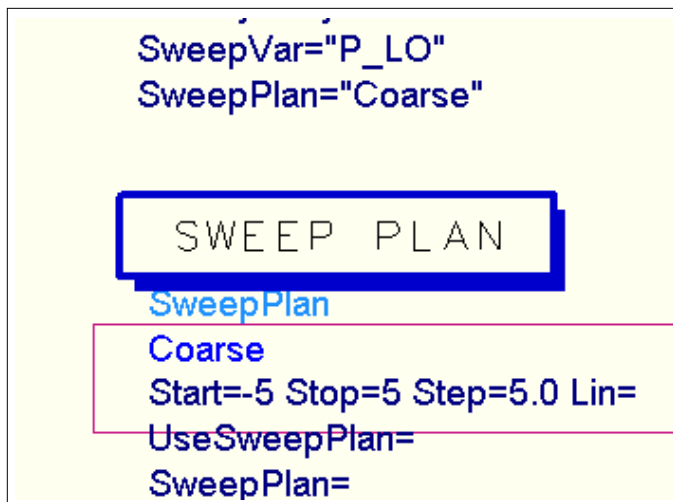 SweepVar="P_LO"
SweepPlan="Coarse"
SWEEP PLAN
SweepPlan
Coarse
Start=-5 Stop=5 Step=5.0 Lin=
UseSweepPlan=
SweepPlan=